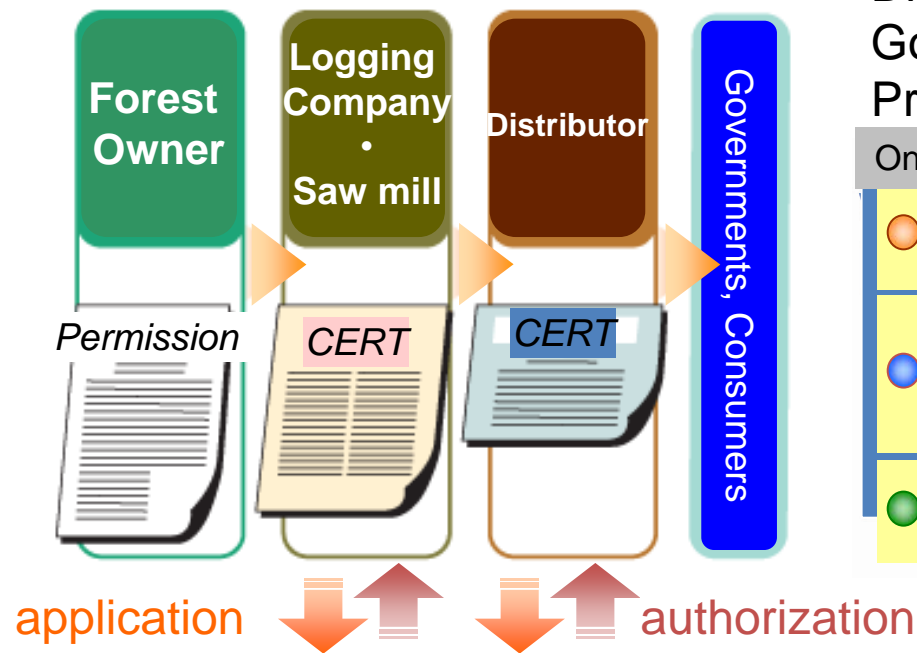 Forest
Owner
Logging
Company
•
Saw mill
Distributor
Governments, Consumers
Permission
CERT
CERT
application
authorization
Go
Pr
On